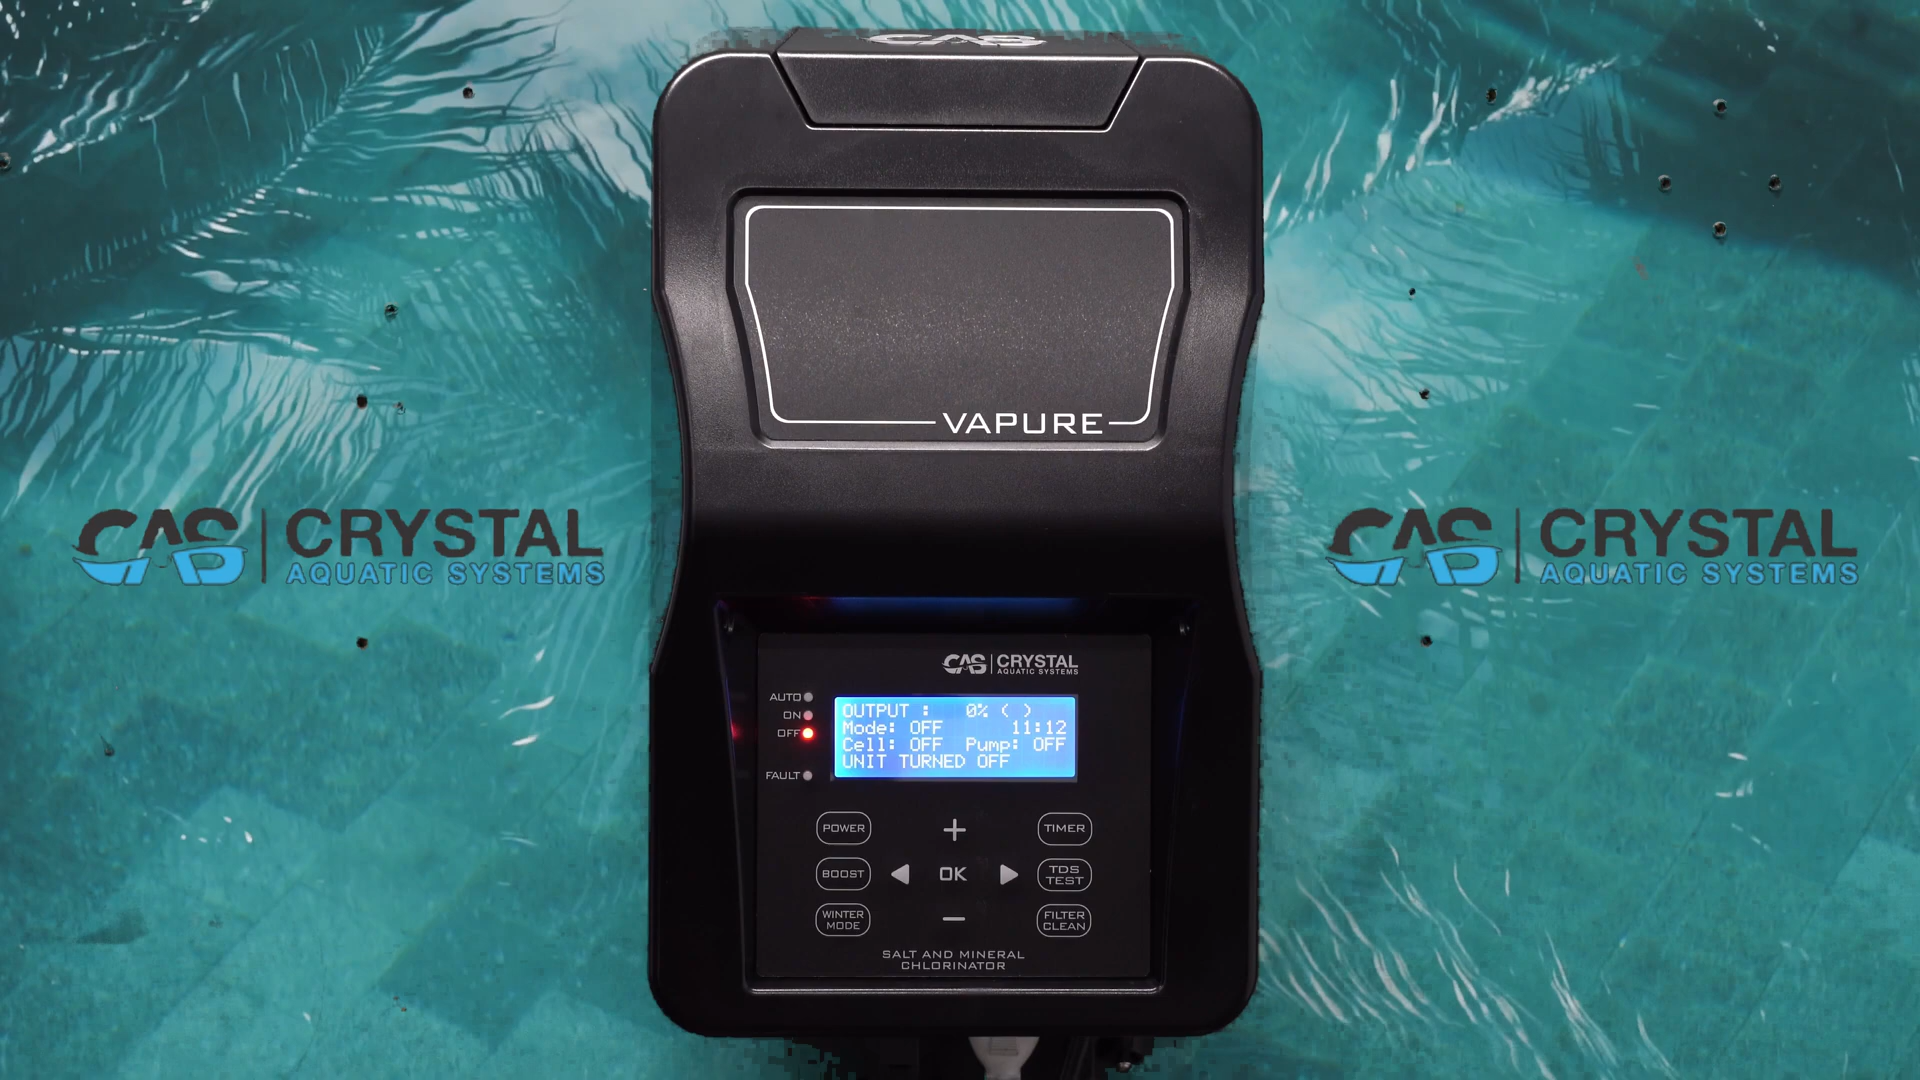 CAS
VAPURE
CAS | CRYSTAL
AQUATIC SYSTEMS
CAS | CRYSTAL
AQUATIC SYSTEMS
CAS | CRYSTAL
AQUATIC SYSTEMS
AUTO
ON
OFF
FAULT
OUTPUT : 0% ( )
Mode: OFF 11:12
Cell: OFF Pump: OFF
UNIT TURNED OFF
POWER + TIMER
BOOST ◀ OK ▶ TDS TEST
WINTER MODE − FILTER CLEAN
SALT AND MINERAL
CHLORINATOR